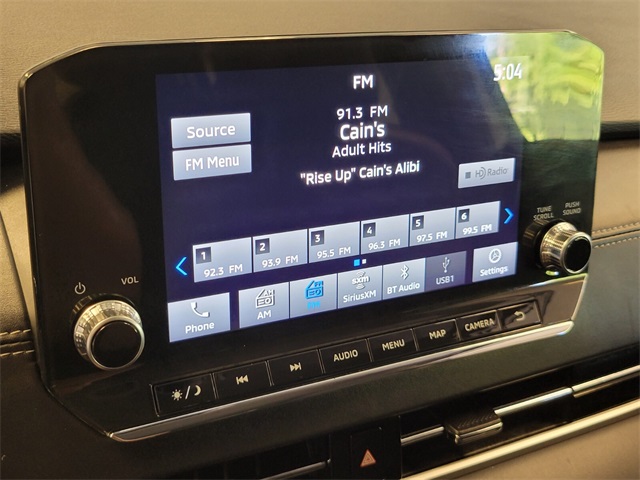 FM
5:04
91.3 FM
Cain's
Adult Hits
"Rise Up" Cain's Alibi
Source
FM Menu
HD Radio
1 92.3 FM
2 93.9 FM
3 95.5 FM
4 96.3 FM
5 97.5 FM
6 99.5 FM
TUNE SCROLL
PUSH SOUND
VOL
Phone
AM
FM
sxm
SiriusXM
BT Audio
USB1
Settings
AUDIO
MENU
MAP
CAMERA